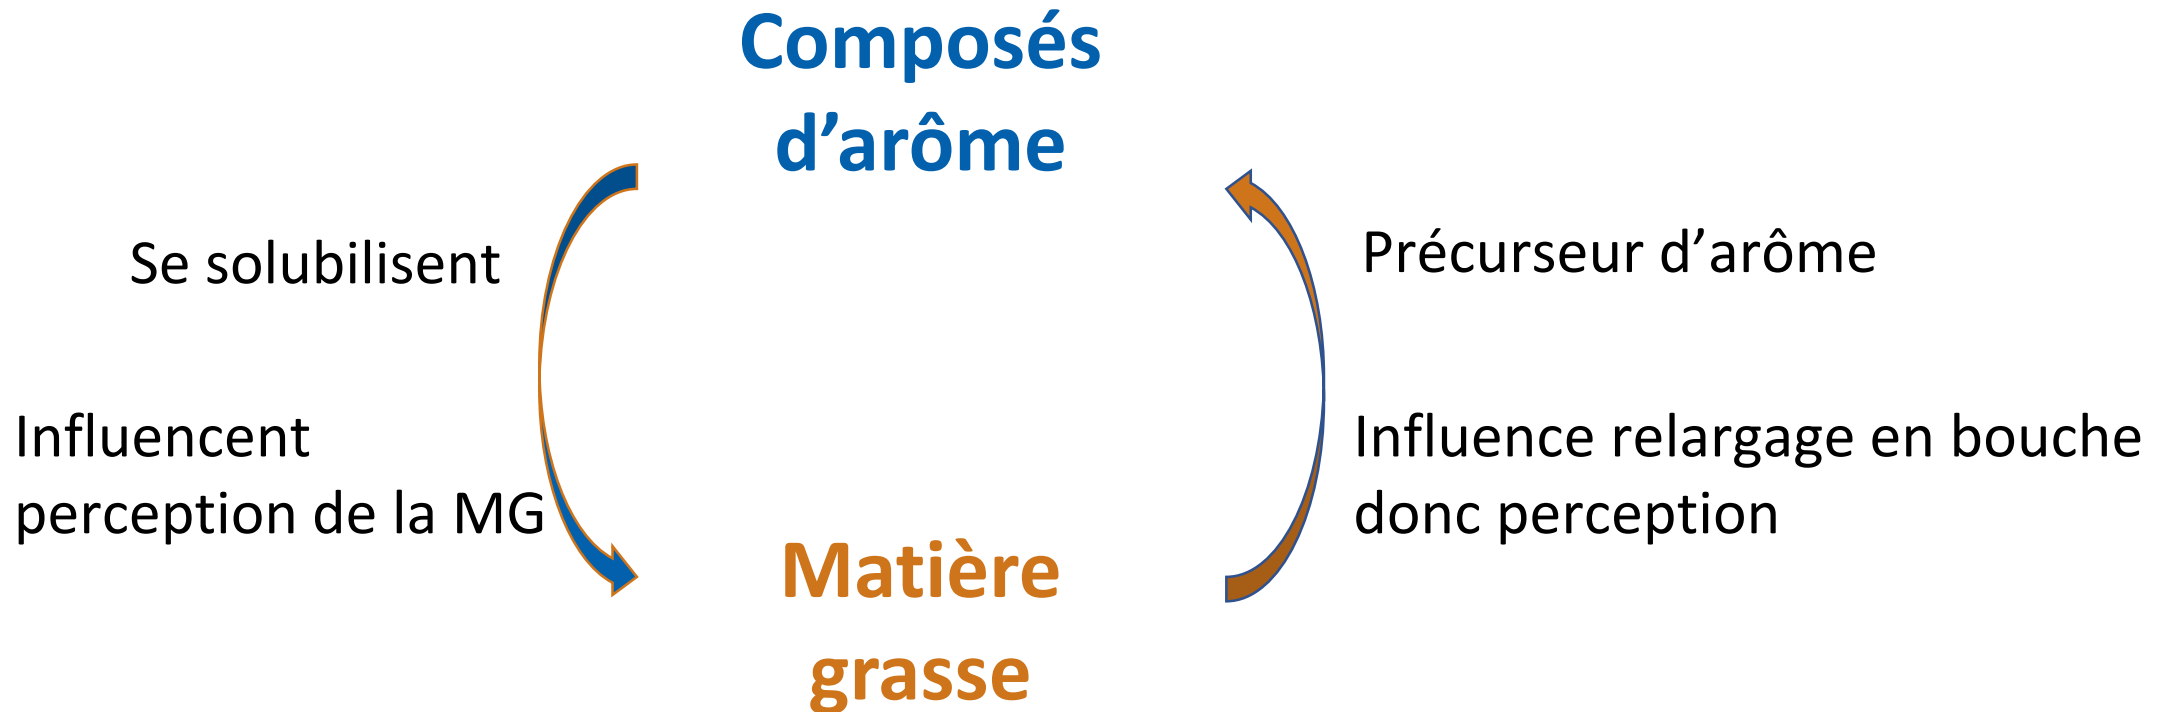 Composés
d’arôme
Se solubilisent
Précurseur d’arôme
Influencent
perception de la MG
Influence relargage en bouche
donc perception
Matière
grasse